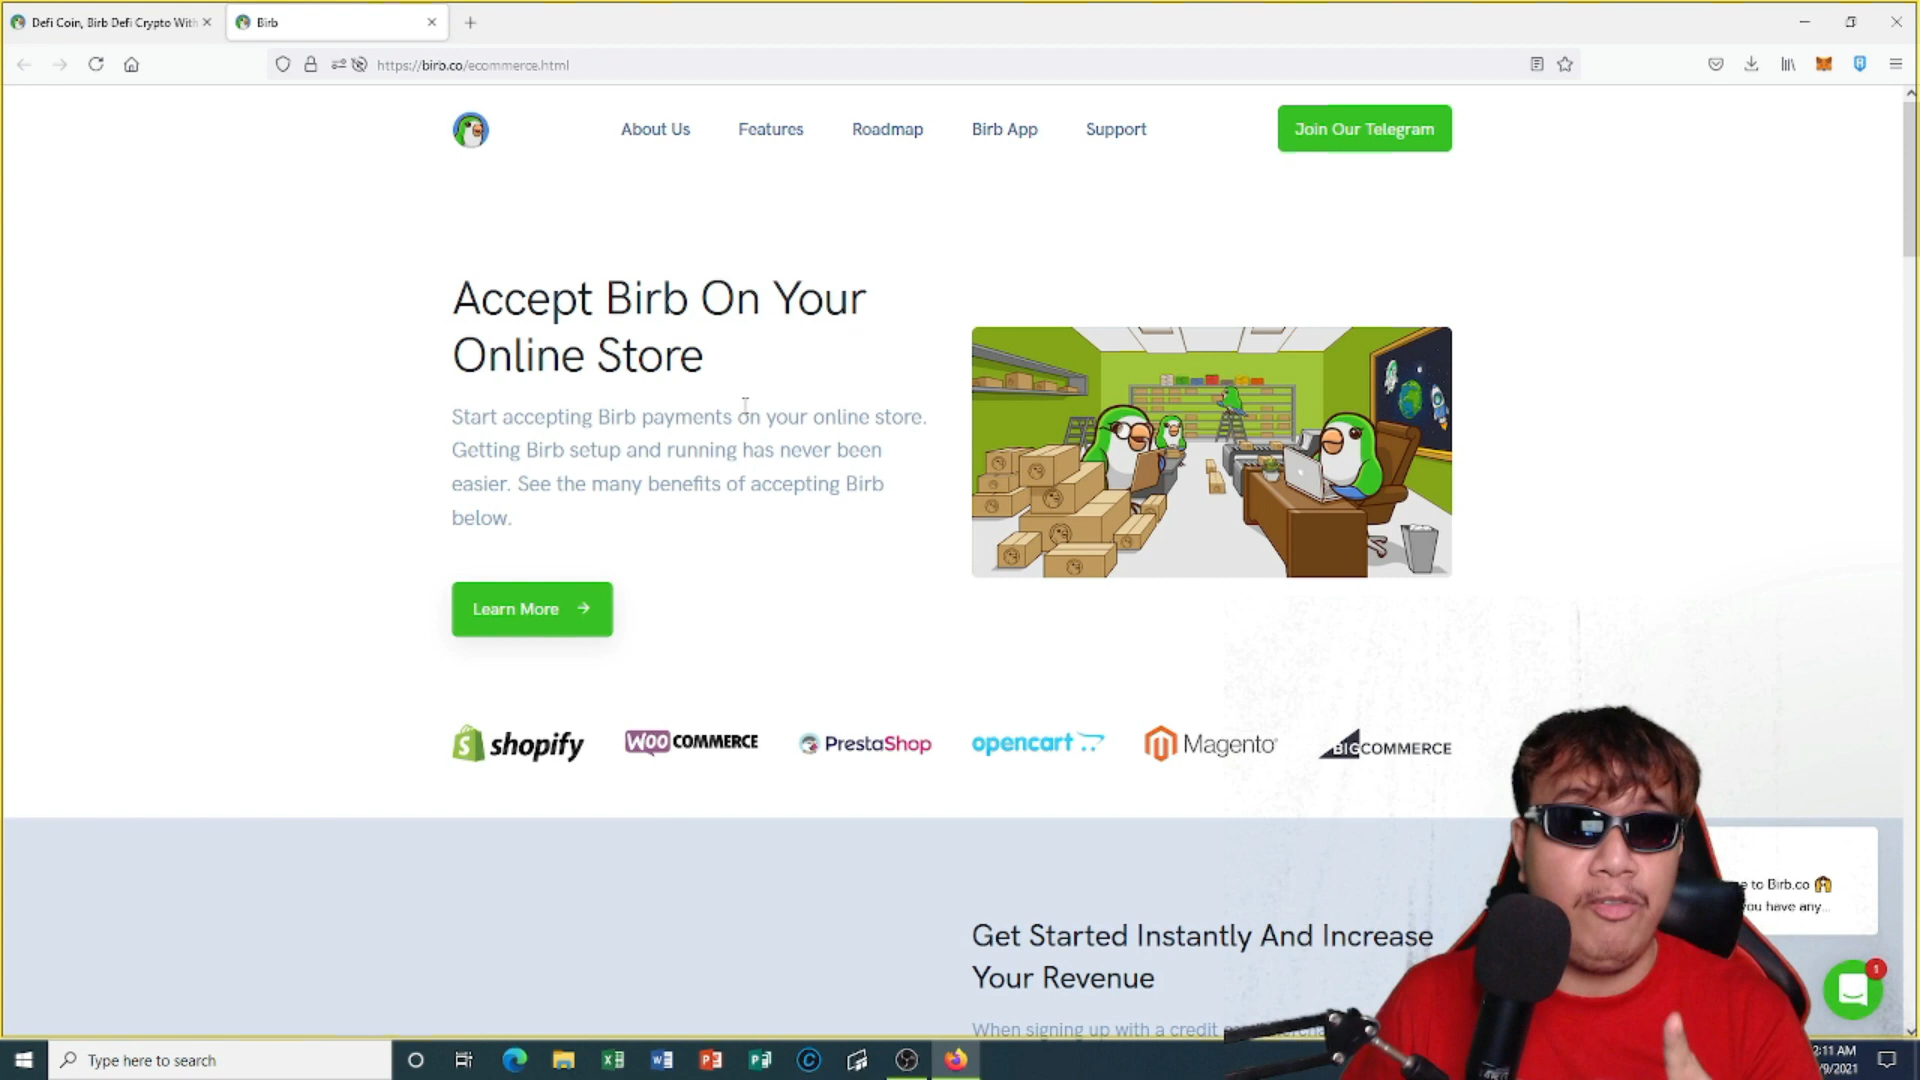 Defi Coin, Birb Defi Crypto With
Birb
https://birb.co/ecommerce.html
About Us
Features
Roadmap
Birb App
Support
Join Our Telegram
Accept Birb On Your
Online Store
Start accepting Birb payments on your online store.
Getting Birb setup and running has never been
easier. See the many benefits of accepting Birb
below.
Learn More
shopify
WOO COMMERCE
PrestaShop
opencart
Magento
BIGCOMMERCE
e to Birb.co
you have any...
Get Started Instantly And Increase
Your Revenue
When signing up with a credit
1
Type here to search
2:11 AM
/9/2021